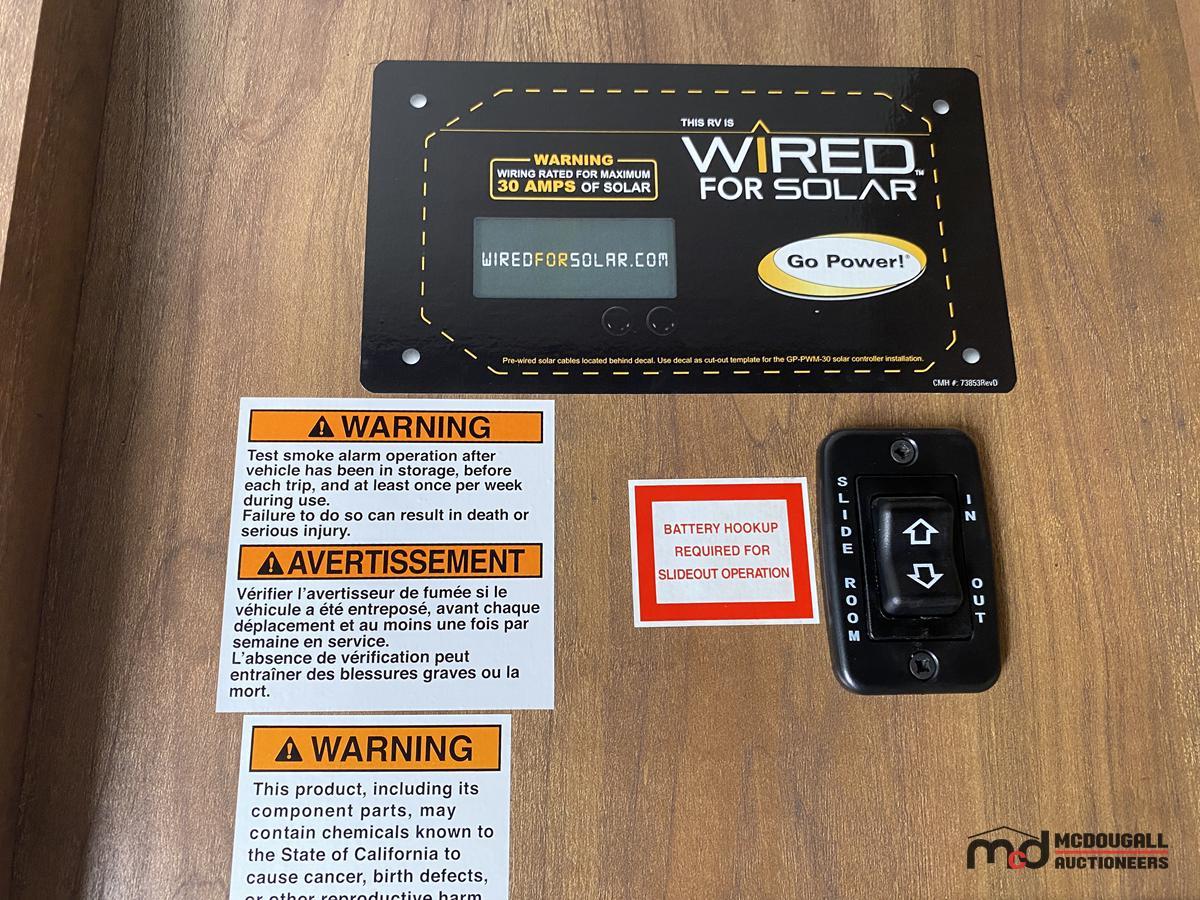 THIS RV IS
WIRED™
FOR SOLAR
WARNING
WIRING RATED FOR MAXIMUM
30 AMPS OF SOLAR
WIREDFORSOLAR.COM
Go Power!®
Pre-wired solar cables located behind decal. Use decal as cut-out template for the GP-PWM-30 solar controller installation.
CMH #: 73853RevD
WARNING
Test smoke alarm operation after
vehicle has been in storage, before
each trip, and at least once per week
during use.
Failure to do so can result in death or
serious injury.
AVERTISSEMENT
Vérifier l'avertisseur de fumée si le
véhicule a été entreposé, avant chaque
déplacement et au moins une fois par
semaine en service.
L'absence de vérification peut
entraîner des blessures graves ou la
mort.
BATTERY HOOKUP
REQUIRED FOR
SLIDEOUT OPERATION
SLIDE ROOM
IN
OUT
WARNING
This product, including its
component parts, may
contain chemicals known to
the State of California to
cause cancer, birth defects,
or other reproductive harm
mcd MCDOUGALL
AUCTIONEERS